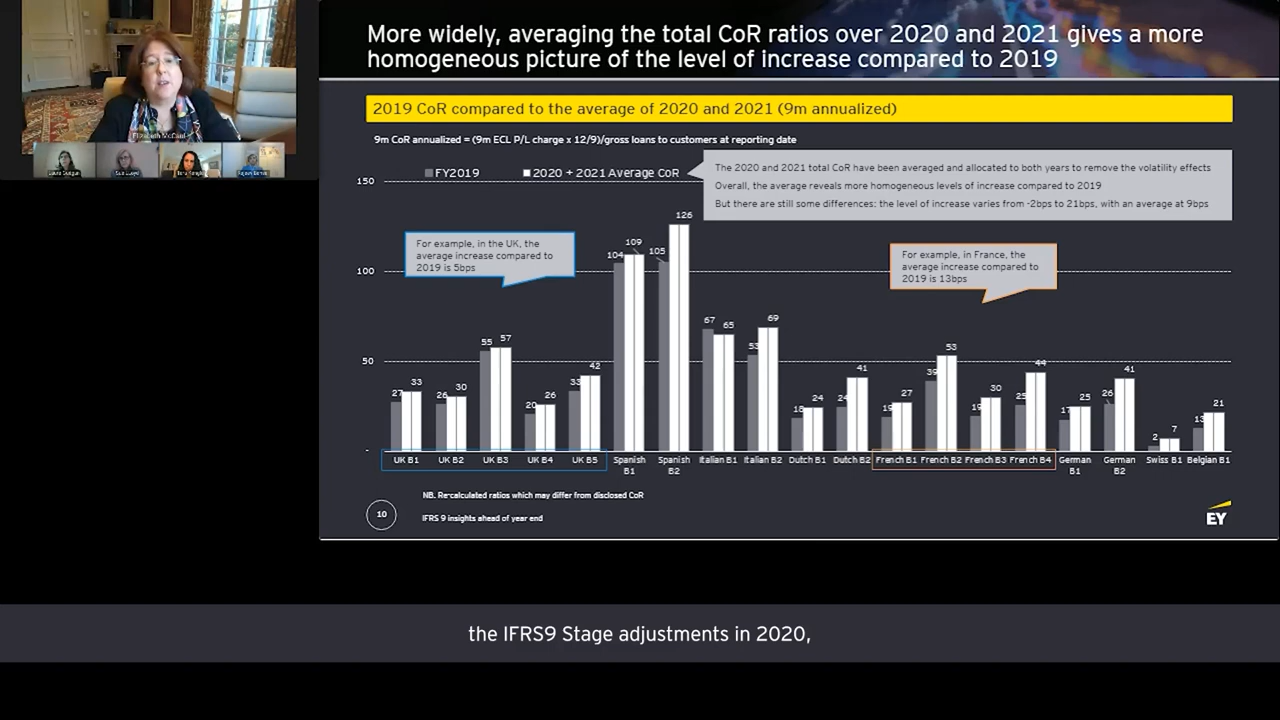 More widely, averaging the total CoR ratios over 2020 and 2021 gives a more
homogeneous picture of the level of increase compared to 2019
2019 CoR compared to the average of 2020 and 2021 (9m annualized)
9m CoR annualized = (9m ECL P/L charge x 12/9)/gross loans to customers at reporting date
FY2019
2020 + 2021 Average CoR
The 2020 and 2021 total CoR have been averaged and allocated to both years to remove the volatility effects
Overall, the average reveals more homogeneous levels of increase compared to 2019
But there are still some differences: the level of increase varies from -2bps to 21bps, with an average at 9bps
For example, in the UK, the
average increase compared to
2019 is 5bps
For example, in France, the
average increase compared to
2019 is 13bps
150
100
50
-
27 33 26 30 55 57 20 26 33 42 104 109 105 126 67 65 53 69 18 24 24 41 19 27 39 53 19 30 25 44 17 25 26 41 2 7 13 21
UK B1 UK B2 UK B3 UK B4 UK B5 Spanish B1 Spanish B2 Italian B1 Italian B2 Dutch B1 Dutch B2 French B1 French B2 French B3 French B4 German B1 German B2 Swiss B1 Belgian B1
NB. Re-calculated ratios which may differ from disclosed CoR
10
IFRS 9 insights ahead of year end
EY
Elizabeth
Sue Lloyd
the IFRS9 Stage adjustments in 2020,